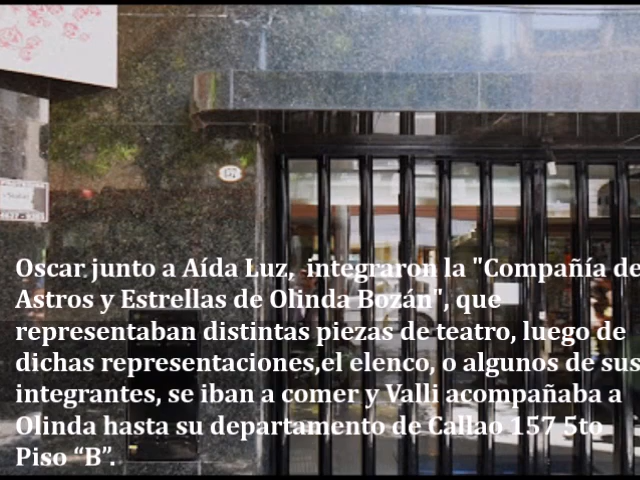 157
Oscar junto a Aída Luz, integraron la "Compañía de
Astros y Estrellas de Olinda Bozán", que
representaban distintas piezas de teatro, luego de
dichas representaciones,el elenco, o algunos de sus
integrantes, se iban a comer y Valli acompañaba a
Olinda hasta su departamento de Callao 157 5to
Piso “B”.